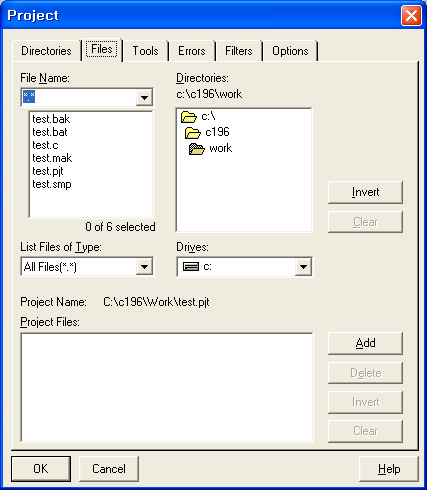 Project
Directories Files Tools Errors Filters Options
File Name:
*.*
test.bak
test.bat
test.c
test.mak
test.pjt
test.smp
0 of 6 selected
Directories:
c:\c196\work
c:\
c196
work
Invert
Clear
List Files of Type:
All Files(*.*)
Drives:
c:
Project Name: C:\c196\Work\test.pjt
Project Files:
Add
Delete
Invert
Clear
OK Cancel Help